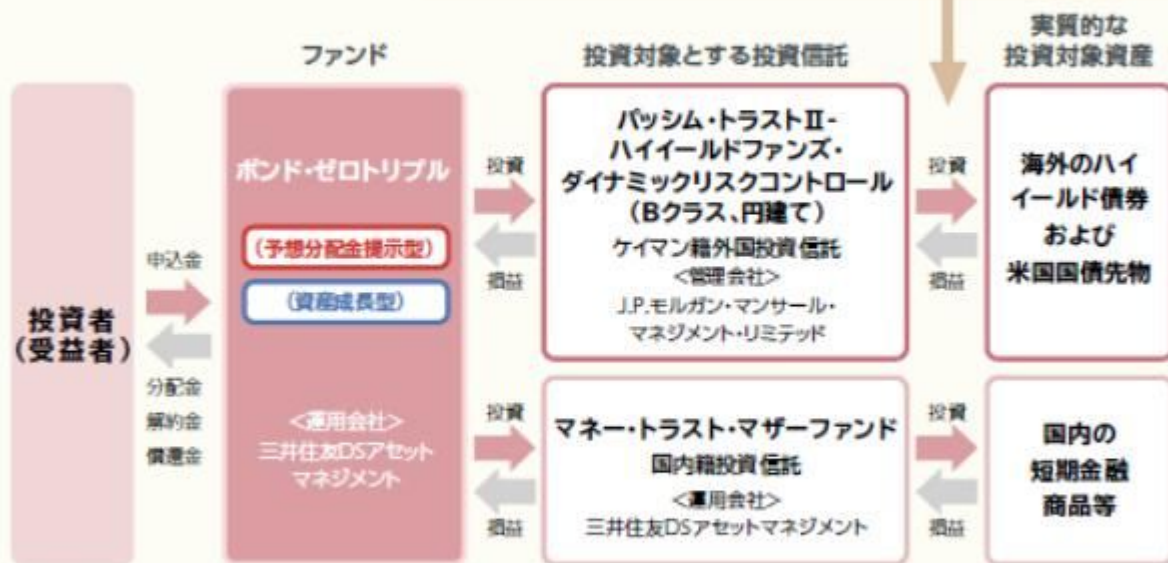 ファンド
投資対象とする投資信託
実質的な
投資対象資産
投資者
（受益者）
申込金
分配金
解約金
償還金
ボンド・ゼロトリプル
（予想分配金提示型）
（資産成長型）
＜運用会社＞
三井住友DSアセット
マネジメント
投資
損益
パッシム・トラストⅡ-
ハイイールドファンズ・
ダイナミックリスクコントロール
（Bクラス、円建て）
ケイマン籍外国投資信託
＜管理会社＞
J.P.モルガン・マンサール・
マネジメント・リミテッド
投資
損益
海外のハイ
イールド債券
および
米国国債先物
投資
損益
マネー・トラスト・マザーファンド
国内籍投資信託
＜運用会社＞
三井住友DSアセットマネジメント
投資
損益
国内の
短期金融
商品等